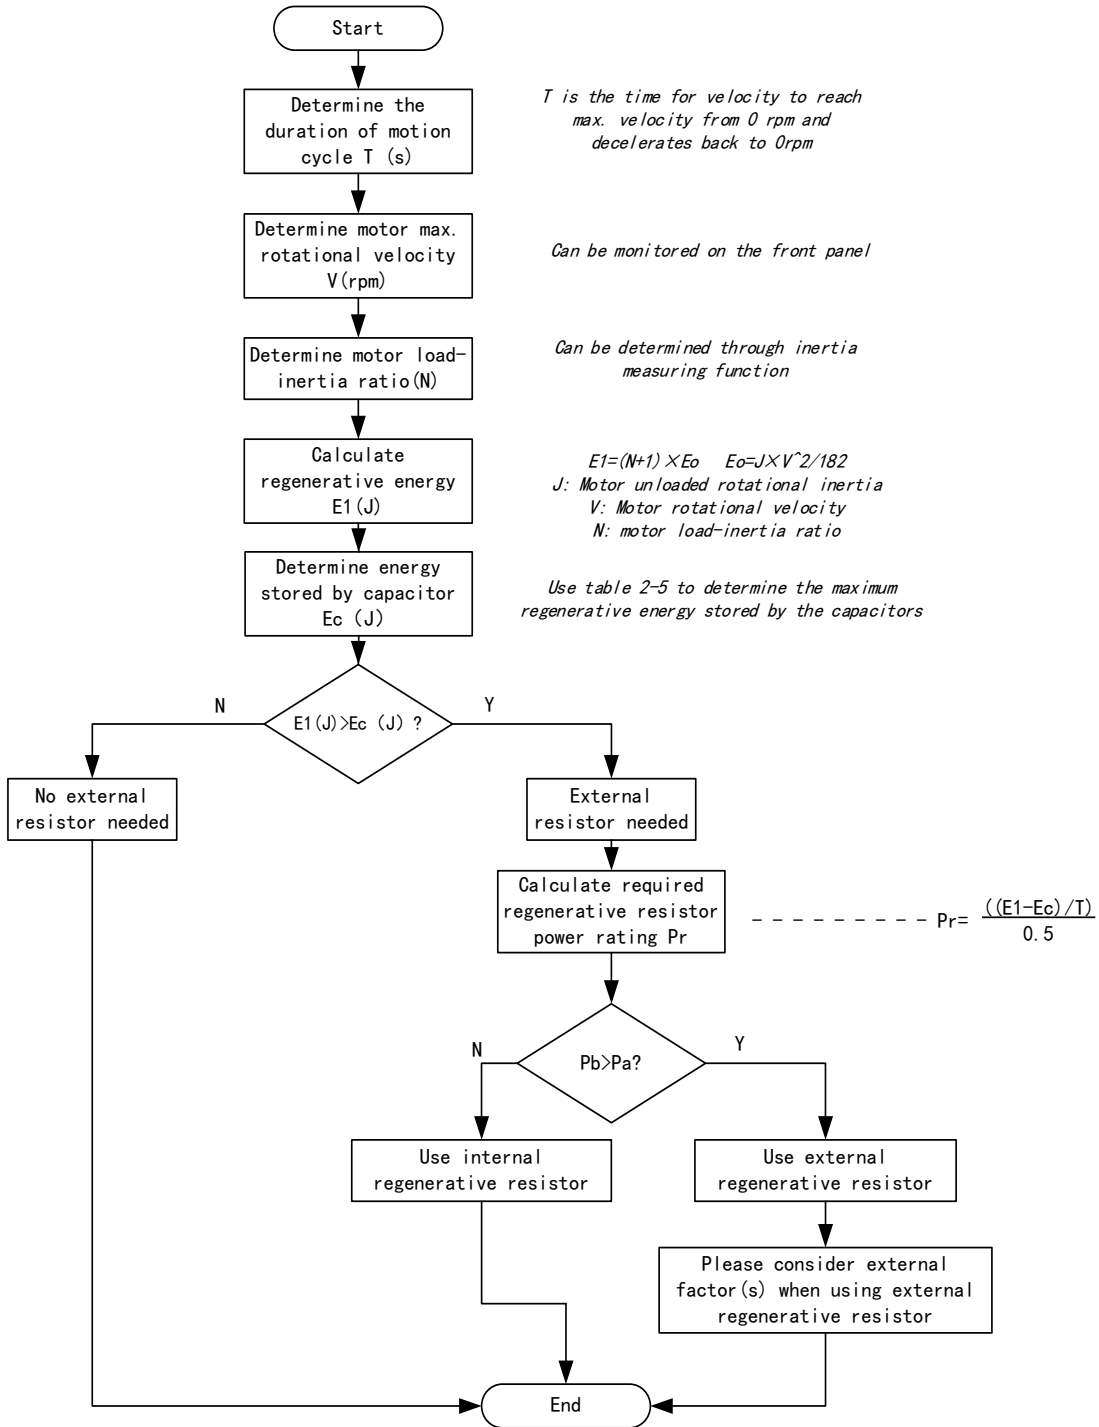 Start
Determine the
duration of motion
cycle T (s)
T is the time for velocity to reach
max. velocity from 0 rpm and
decelerates back to 0rpm
Determine motor max.
rotational velocity
V(rpm)
Can be monitored on the front panel
Determine motor load-
inertia ratio(N)
Can be determined through inertia
measuring function
Calculate
regenerative energy
E1(J)
E1=(N+1)×Eo Eo=J×V^2/182
J: Motor unloaded rotational inertia
V: Motor rotational velocity
N: motor load-inertia ratio
Determine energy
stored by capacitor
Ec (J)
Use table 2-5 to determine the maximum
regenerative energy stored by the capacitors
E1(J)>Ec (J) ?
N
Y
No external
resistor needed
External
resistor needed
Calculate required
regenerative resistor
power rating Pr
Pr= ((E1-Ec)/T)
0.5
Pb>Pa?
N
Y
Use internal
regenerative resistor
Use external
regenerative resistor
Please consider external
factor(s) when using external
regenerative resistor
End